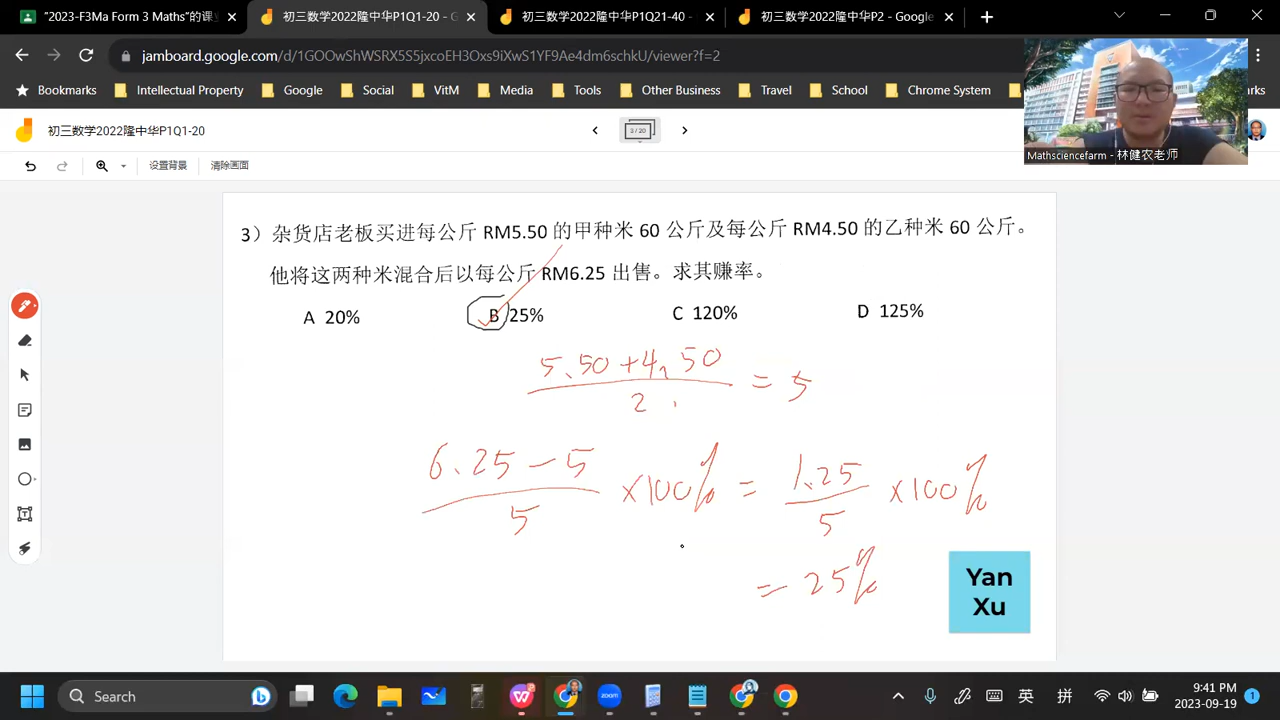 "2023-F3Ma Form 3 Maths"的课
初三数学2022隆中华P1Q1-20 - G
初三数学2022隆中华P1Q21-40 -
初三数学2022隆中华P2 - Google
jamboard.google.com/d/1GOOwShWSRX5S5jxcoEH3Oxs9iXwS1YF9Ae4dm6schkU/viewer?f=2
Bookmarks Intellectual Property Google Social VitM Media Tools Other Business Travel School Chrome System
初三数学2022隆中华P1Q1-20
3 / 20
Mathsciencefarm - 林健农老师
设置背景 清除画面
3）杂货店老板买进每公斤 RM5.50 的甲种米 60 公斤及每公斤 RM4.50 的乙种米 60 公斤。
他将这两种米混合后以每公斤 RM6.25 出售。求其赚率。
A 20% B 25% C 120% D 125%
5.50 + 4.50
2
= 5
6.25 - 5
5
×100% = 1.25
5
×100%
= 25%
Yan
Xu
Search
英 拼
9:41 PM
2023-09-19
1